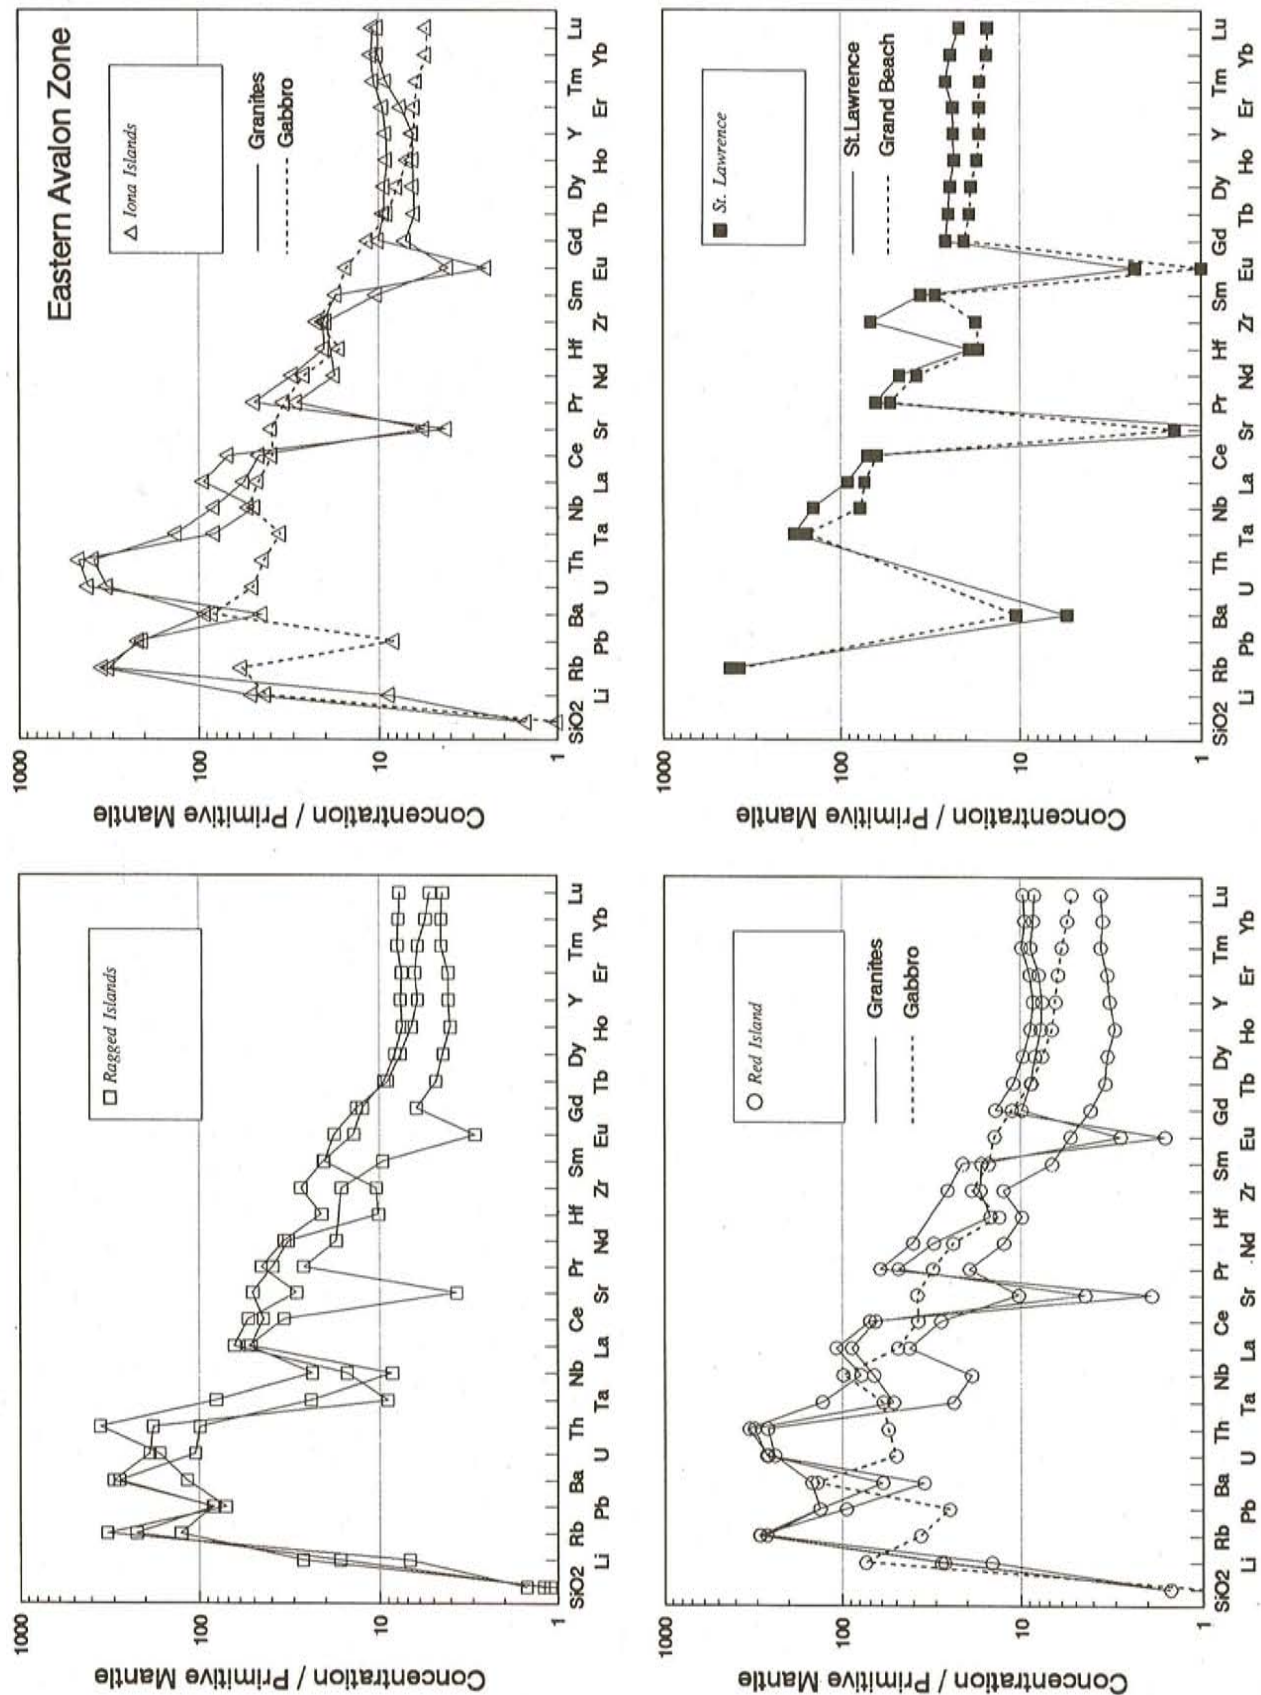 Eastern Avalon Zone
Ragged Islands
1000
100
10
1
Concentration / Primitive Mantle
SiO2 Li Rb Pb Ba U Th Ta Nb La Ce Sr Pr Nd Hf Zr Sm Eu Gd Tb Dy Ho Y Er Tm Yb Lu
Iona Islands
Granites
Gabbro
1000
100
10
1
Concentration / Primitive Mantle
SiO2 Li Rb Pb Ba U Th Ta Nb La Ce Sr Pr Nd Hf Zr Sm Eu Gd Tb Dy Ho Y Er Tm Yb Lu
Red Island
Granites
Gabbro
1000
100
10
1
Concentration / Primitive Mantle
SiO2 Li Rb Pb Ba U Th Ta Nb La Ce Sr Pr Nd Hf Zr Sm Eu Gd Tb Dy Ho Y Er Tm Yb Lu
St. Lawrence
St.Lawrence
Grand Beach
1000
100
10
1
Concentration / Primitive Mantle
SiO2 Li Rb Pb Ba U Th Ta Nb La Ce Sr Pr Nd Hf Zr Sm Eu Gd Tb Dy Ho Y Er Tm Yb Lu